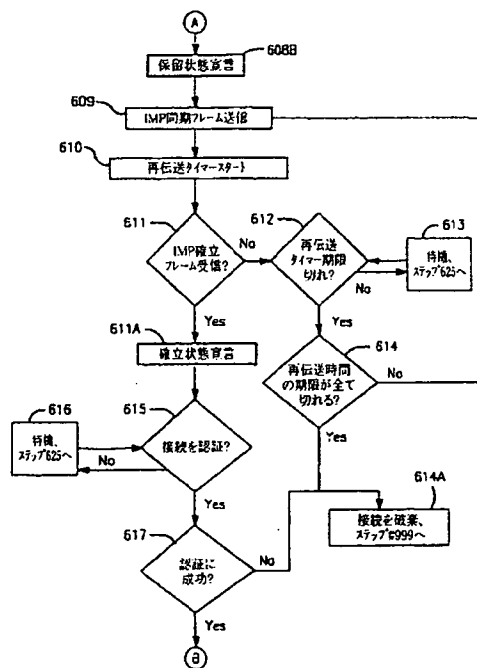 A
保留状態宣言
608B
609
IMP同期フレーム送信
610
再伝送タイマースタート
611
IMP確立
フレーム受信?
No
612
再伝送
タイマー期限
切れ?
No
613
待機、
ステップ625へ
Yes
Yes
611A
確立状態宣言
614
再伝送時間
の期限が全て
切れる?
No
Yes
616
待機、
ステップ625へ
615
接続を認証?
No
Yes
614A
接続を破棄、
ステップ999へ
617
認証に
成功?
No
Yes
B